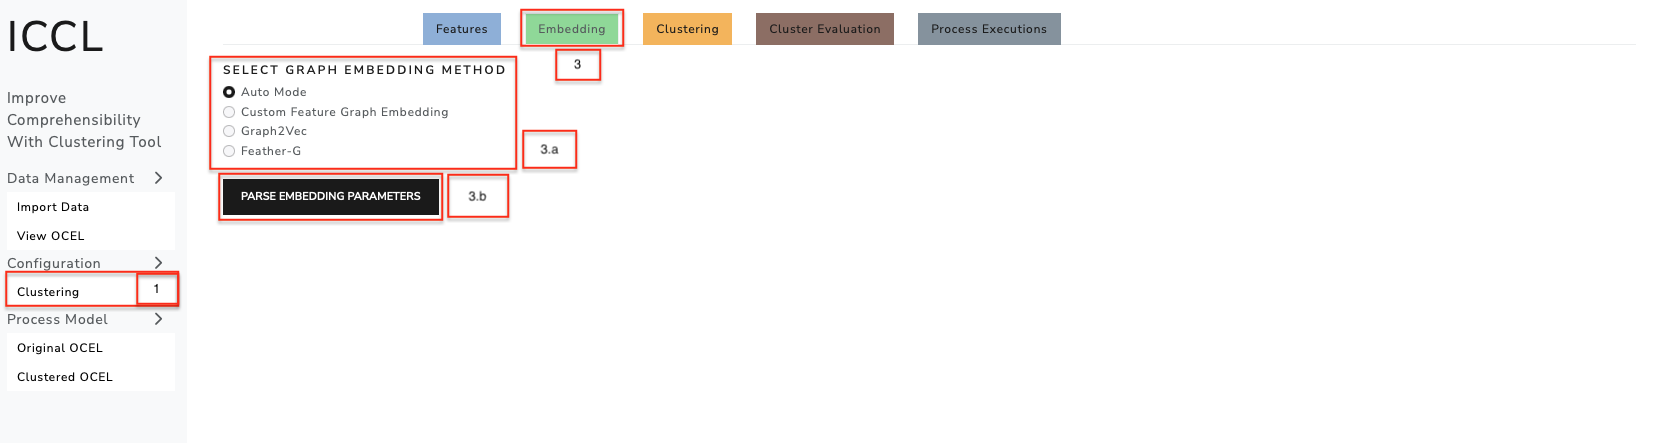 ICCL
Improve
Comprehensibility
With Clustering Tool
Data Management
Import Data
View OCEL
Configuration
Clustering
1
Process Model
Original OCEL
Clustered OCEL
Features
Embedding
Clustering
Cluster Evaluation
Process Executions
3
SELECT GRAPH EMBEDDING METHOD
Auto Mode
Custom Feature Graph Embedding
Graph2Vec
Feather-G
3.a
PARSE EMBEDDING PARAMETERS
3.b